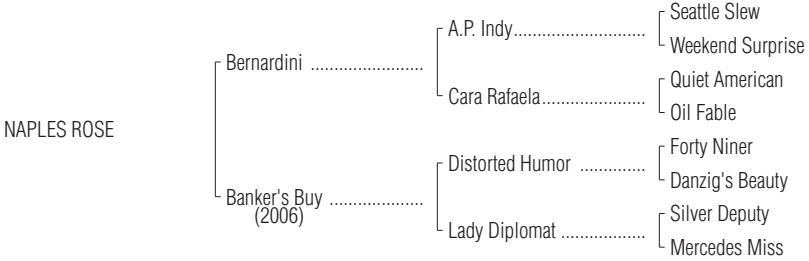 Seattle Slew
A.P. Indy..............................
Weekend Surprise
Bernardini .........................
Quiet American
Cara Rafaela........................
Oil Fable
NAPLES ROSE
Forty Niner
Distorted Humor ...............
Danzig's Beauty
Banker's Buy .....................
(2006)
Silver Deputy
Lady Diplomat ...................
Mercedes Miss